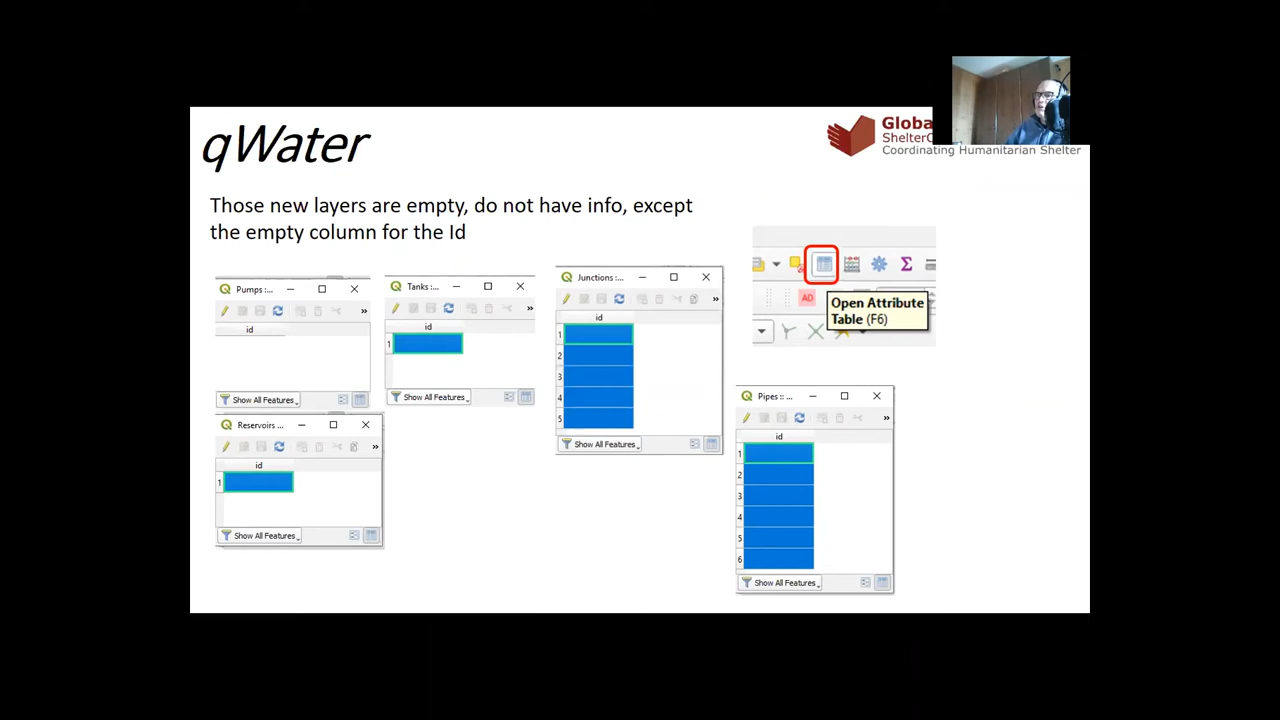 qWater
Globa
ShelterC
Coordinating Humanitarian Shelter
Those new layers are empty, do not have info, except
the empty column for the Id
Pumps :...
id
Show All Features
Tanks :...
id
1
Show All Features
Junctions :...
id
1
2
3
4
5
Show All Features
AD
Open Attribute
Table (F6)
Reservoirs ...
id
1
Show All Features
Pipes :: ...
id
1
2
3
4
5
6
Show All Features